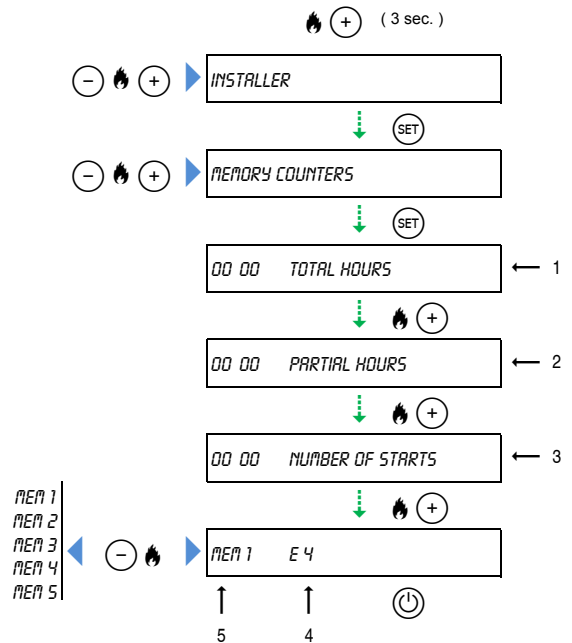 + ( 3 sec. )
- + INSTALLER
SET
- + MEMORY COUNTERS
SET
00 00 TOTAL HOURS 1
+
00 00 PARTIAL HOURS 2
+
00 00 NUMBER OF STARTS 3
+
MEM 1
MEM 2
MEM 3
MEM 4
MEM 5
- MEM 1 E 4
5 4